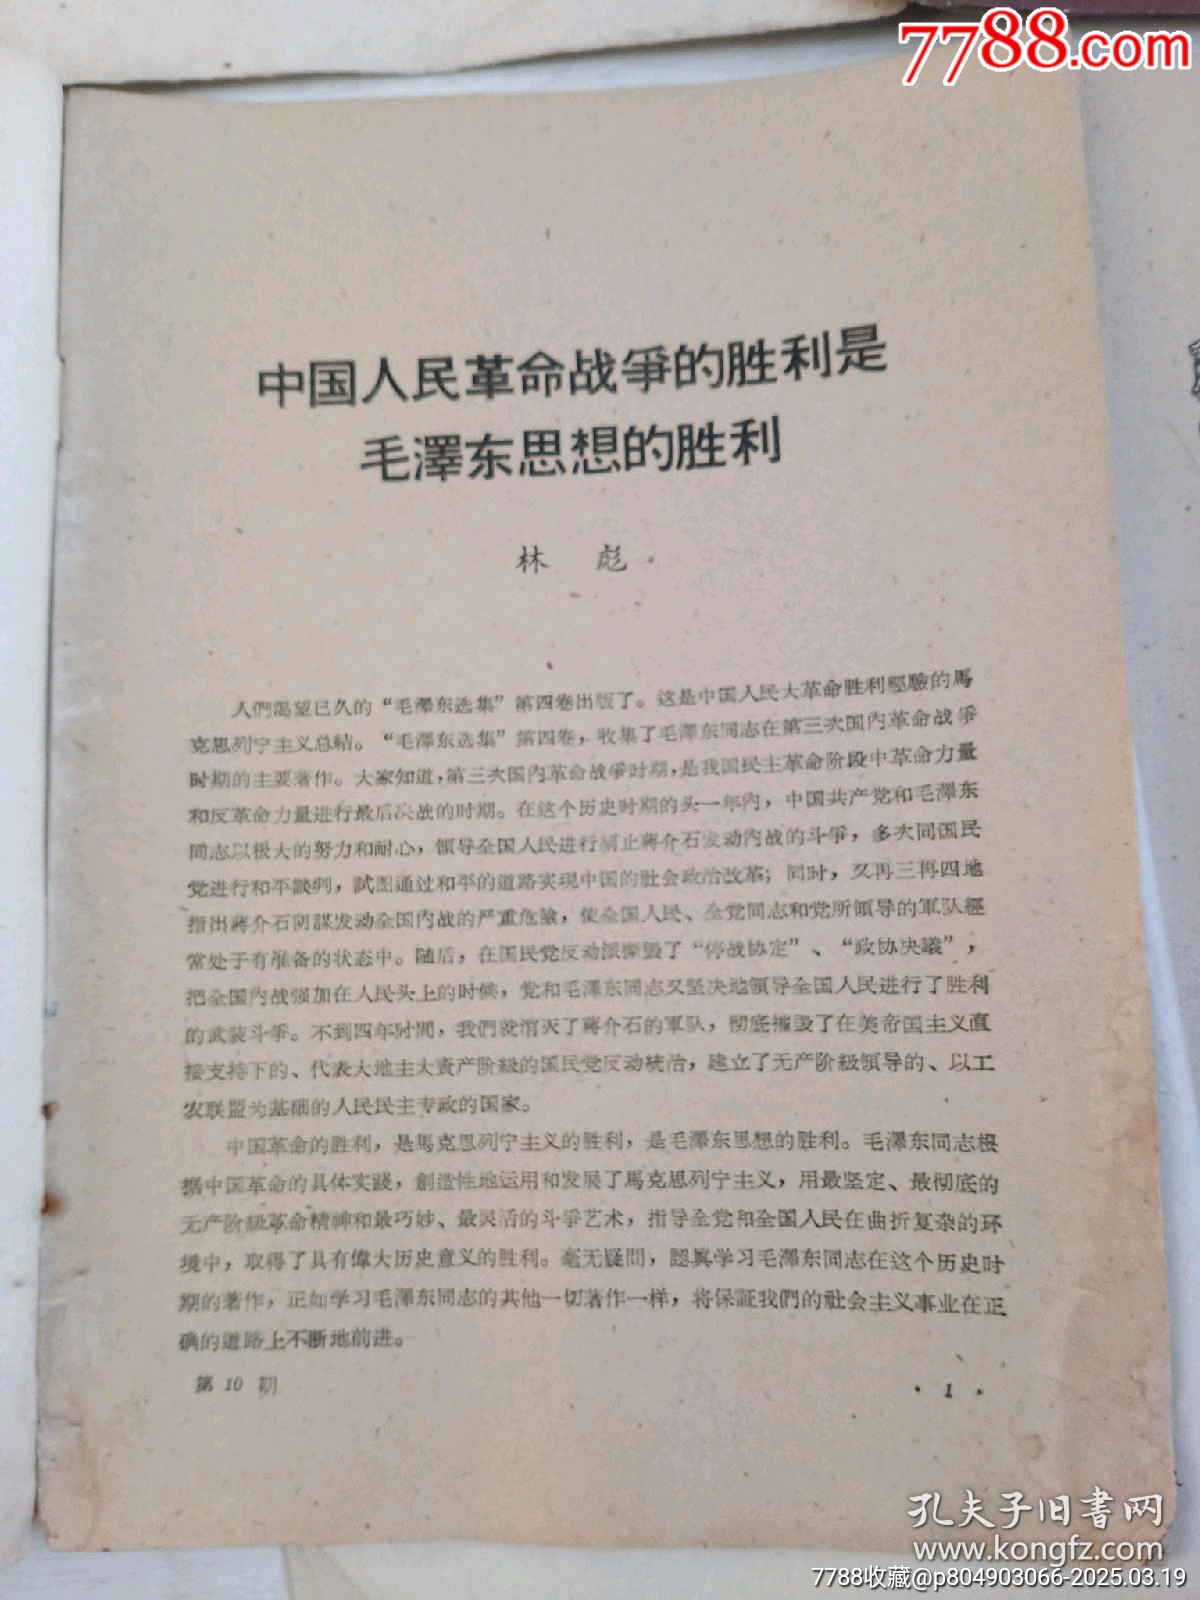 7788.com
中国人民革命战爭的胜利是
毛澤东思想的胜利
林 彪
人們渴望已久的“毛澤东选集”第四卷出版了。这是中国人民大革命胜利經驗的馬
克思列宁主义总結。“毛澤东选集”第四卷，收集了毛澤东同志在第三次国内革命战爭
时期的主要著作。大家知道，第三次国内革命战爭时期，是我国民主革命阶段中革命力量
和反革命力量进行最后决战的时期。在这个历史时期的头一年内，中国共产党和毛澤东
同志以极大的努力和耐心，領导全国人民进行制止蔣介石发动内战的斗爭，多次同国民
党进行和平談判，試图通过和平的道路实現中国的社会政治改革；同时，又再三再四地
指出蔣介石阴謀发动全国内战的严重危險，使全国人民、全党同志和党所領导的軍队經
常处于有准备的状态中。随后，在国民党反动派撕毁了“停战协定”、“政协决議”，
把全国内战强加在人民头上的时候，党和毛澤东同志又坚决地領导全国人民进行了胜利
的武装斗爭。不到四年时間，我們就消灭了蔣介石的軍队，彻底摧毁了在美帝国主义直
接支持下的、代表大地主大資产阶級的国民党反动統治，建立了无产阶級領导的、以工
农联盟为基础的人民民主专政的国家。
中国革命的胜利，是馬克思列宁主义的胜利，是毛澤东思想的胜利。毛澤东同志根
据中国革命的具体实践，創造性地运用和发展了馬克思列宁主义，用最坚定、最彻底的
无产阶級革命精神和最巧妙、最灵活的斗爭艺术，指导全党和全国人民在曲折复杂的环
境中，取得了具有偉大历史意义的胜利。毫无疑問，認眞学习毛澤东同志在这个历史时
期的著作，正如学习毛澤东同志的其他一切著作一样，将保証我們的社会主义事业在正
确的道路上不断地前进。
第 10 期
· 1 ·
孔夫子旧书网
www.kongfz.com
7788收藏@p804903066-2025.03.19